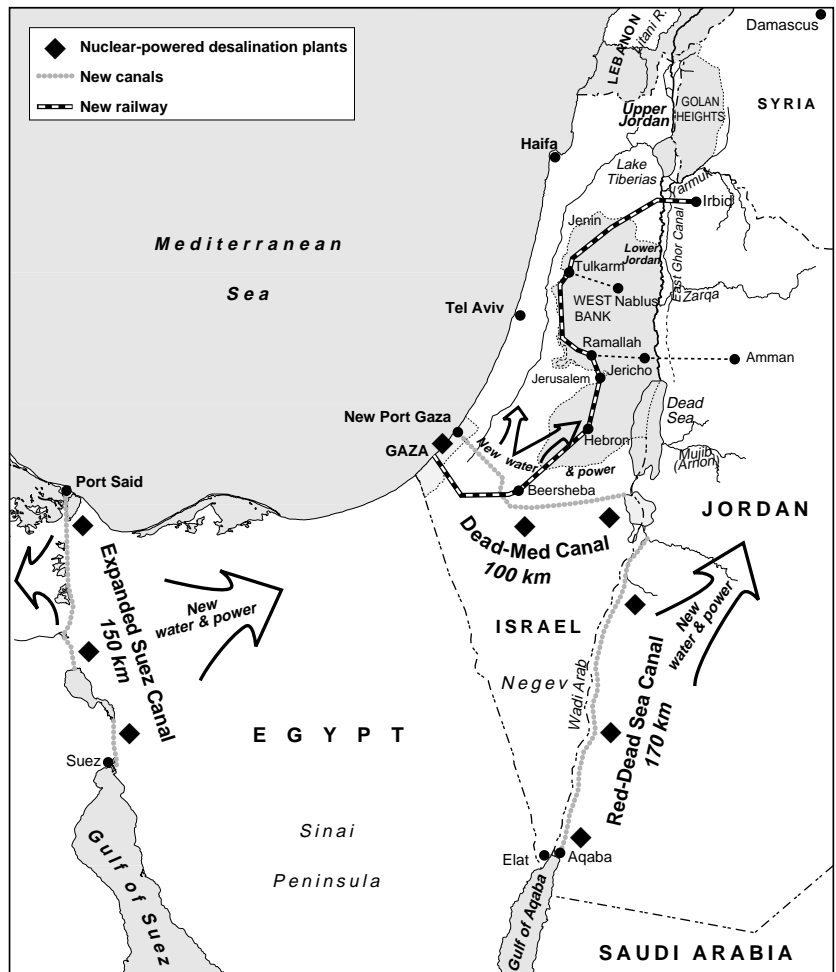 Nuclear-powered desalination plants
New canals
New railway
LEBANON
Litani R.
Damascus
Upper
Jordan
GOLAN
HEIGHTS
SYRIA
Haifa
Lake
Tiberias
Yarmuk
Irbid
Mediterranean
Sea
Jenin
Lower
Jordan
East Ghor Canal
Tulkarm
WEST
BANK
Nablus
Zarqa
Tel Aviv
Ramallah
Jericho
Amman
Jerusalem
Dead
Sea
New Port Gaza
GAZA
New water
& power
Hebron
Mujib
(Arnon)
Port Said
Beersheba
JORDAN
Dead-Med Canal
100 km
Expanded Suez Canal
150 km
New
water & power
ISRAEL
Negev
Wadi Arab
New
water & power
Red-Dead Sea Canal
170 km
EGYPT
Suez
Sinai
Peninsula
Gulf of Suez
Elat
Aqaba
Gulf of Aqaba
SAUDI ARABIA